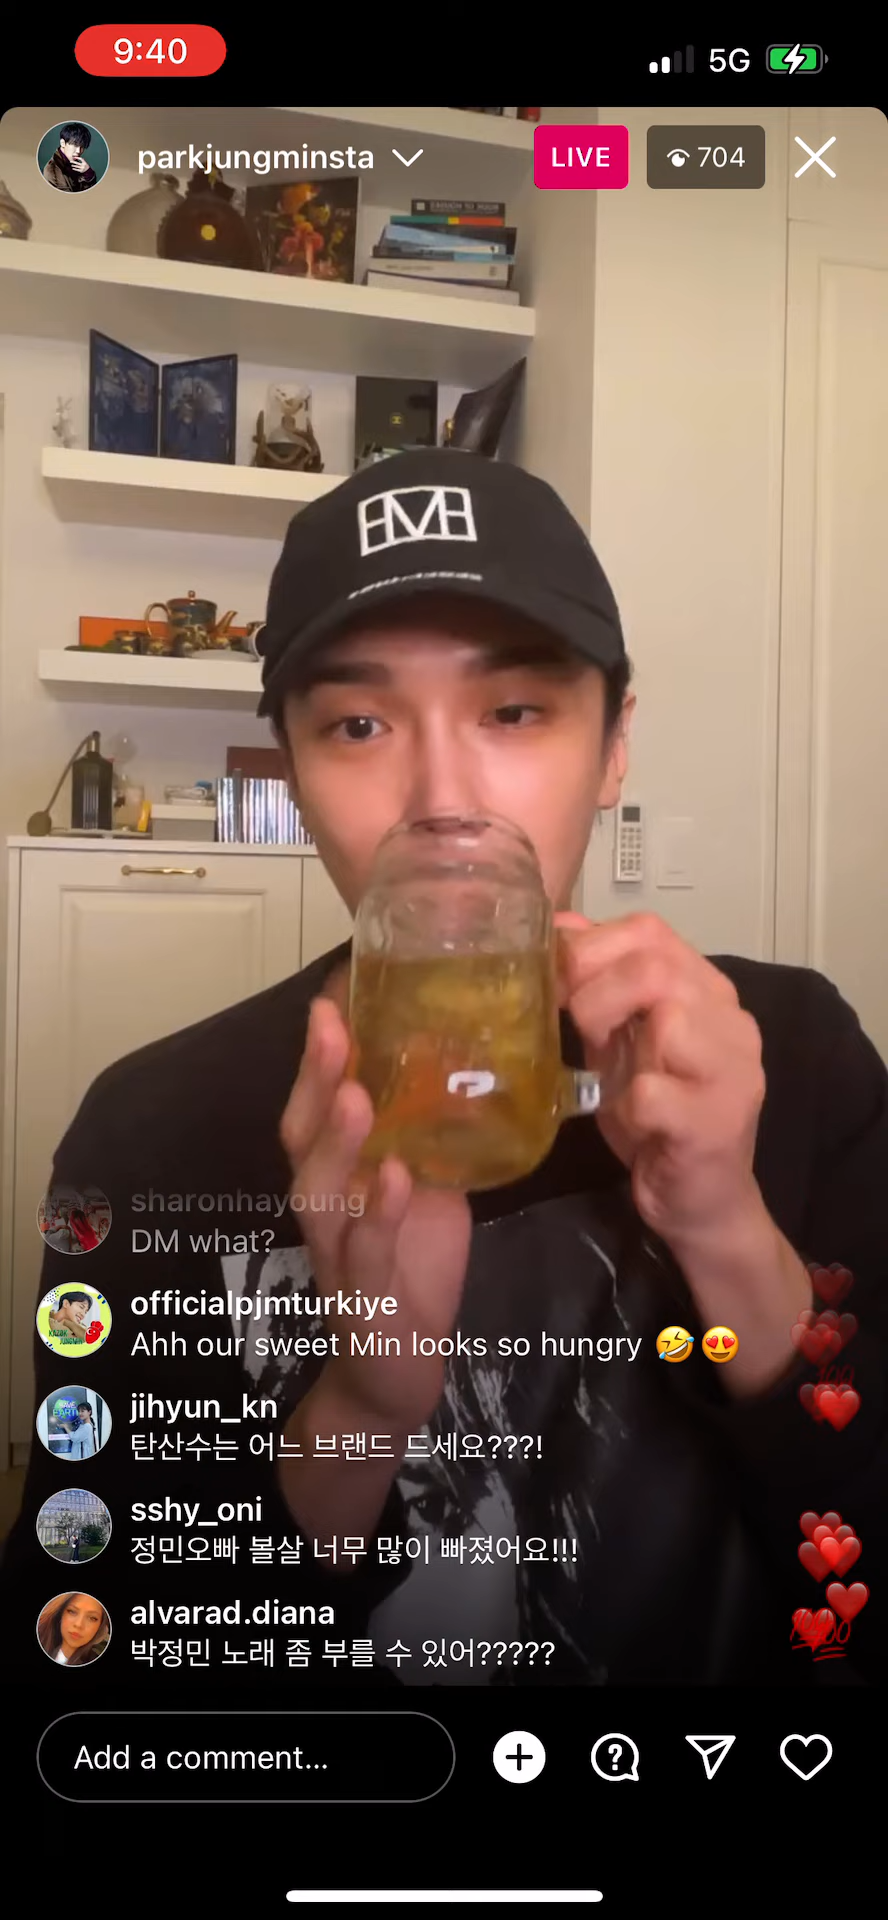 9:40
5G
parkjungminsta
LIVE
704
sharonhayoung
DM what?
officialpjmturkiye
Ahh our sweet Min looks so hungry 🤣😍
jihyun_kn
탄산수는 어느 브랜드 드세요???!
sshy_oni
정민오빠 볼살 너무 많이 빠졌어요!!!
alvarad.diana
박정민 노래 좀 부를 수 있어?????
Add a comment...